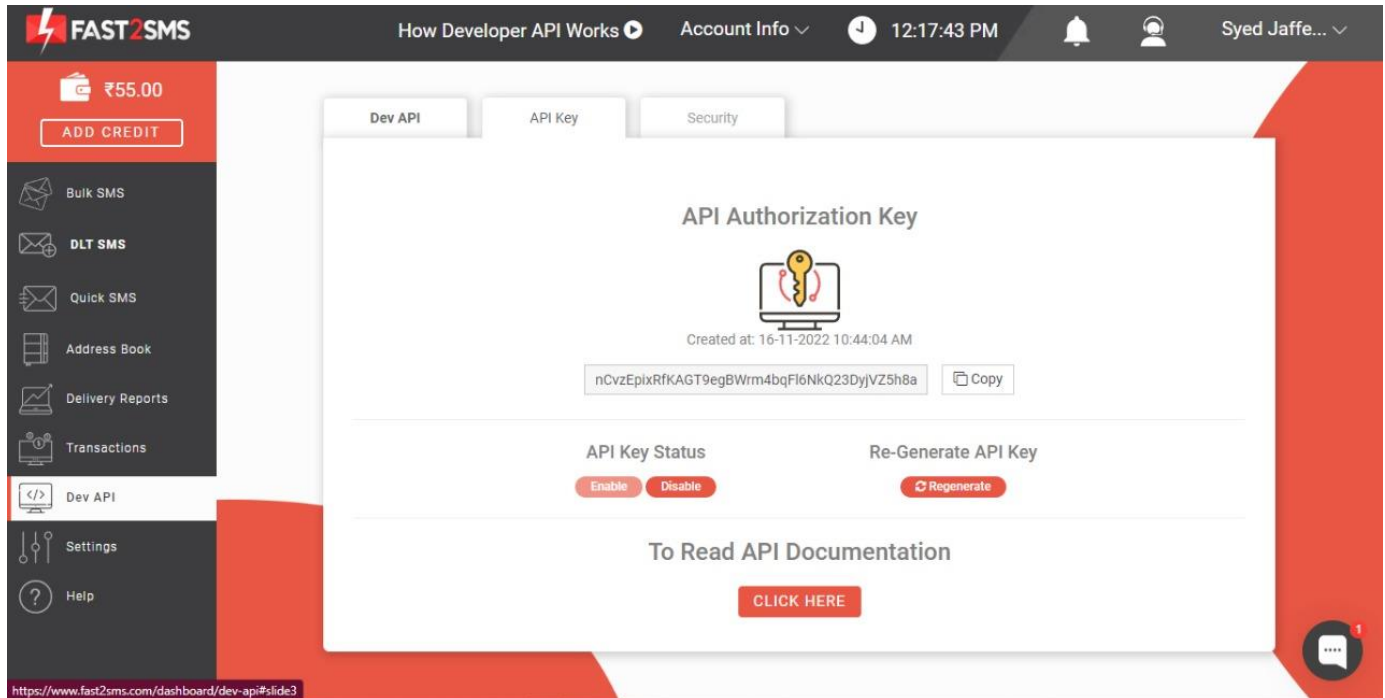 FAST2SMS
How Developer API Works
Account Info
12:17:43 PM
Syed Jaffe...
₹55.00
ADD CREDIT
Bulk SMS
DLT SMS
Quick SMS
Address Book
Delivery Reports
Transactions
Dev API
Settings
Help
Dev API
API Key
Security
API Authorization Key
Created at: 16-11-2022 10:44:04 AM
nCvzEpixRfKAGT9egBWrm4bqFl6NkQ23DyjVZ5h8a
Copy
API Key Status
Re-Generate API Key
Enable
Disable
Regenerate
To Read API Documentation
CLICK HERE
1
https://www.fast2sms.com/dashboard/dev-api#slide3